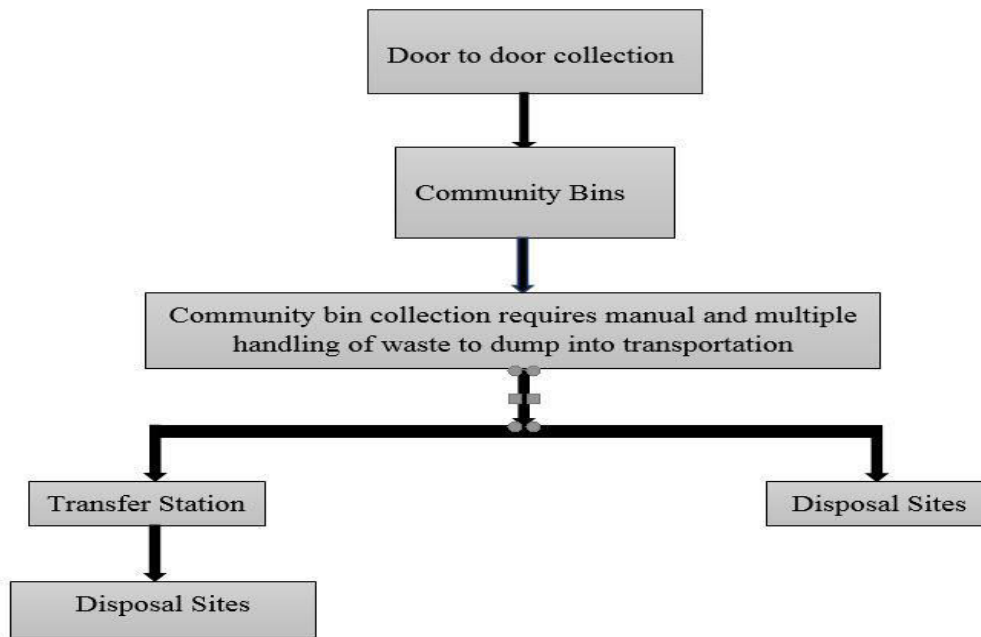 Door to door collection
Community Bins
Community bin collection requires manual and multiple
handling of waste to dump into transportation
Transfer Station
Disposal Sites
Disposal Sites